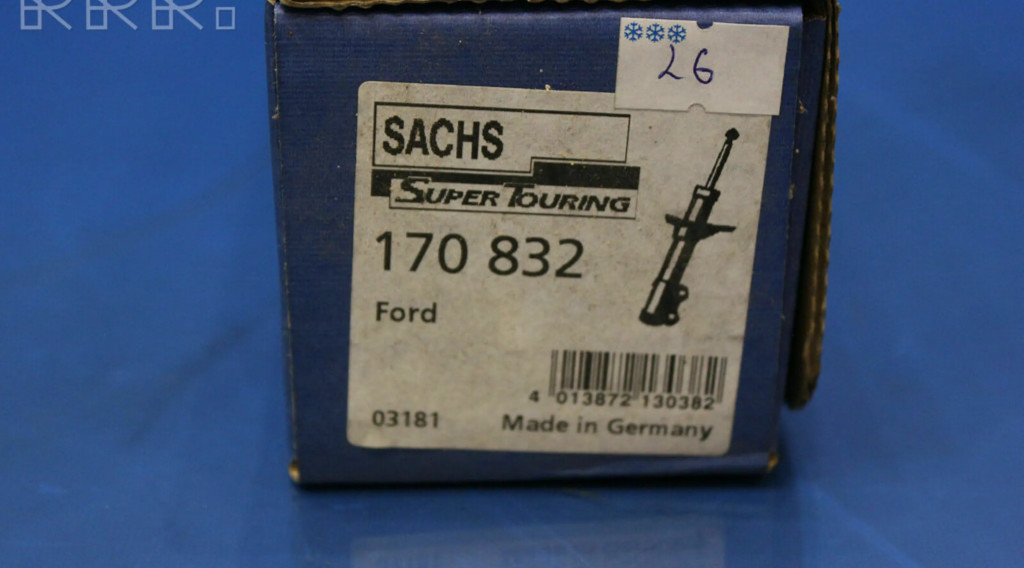 RRR.
26
SACHS
SUPER TOURING
170 832
Ford
4 013872 130382
03181 Made in Germany